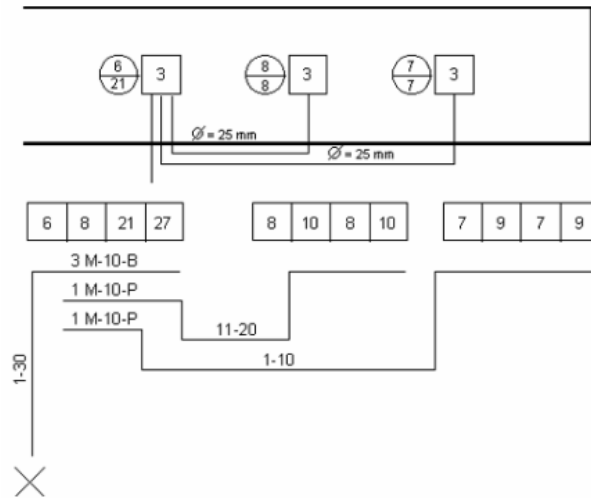 6 3 8 3 7 3
21 8 7
Ø = 25 mm
Ø = 25 mm
6 8 21 27 8 10 8 10 7 9 7 9
3 M-10-B
1 M-10-P
1 M-10-P
11-20
1-10
1-30